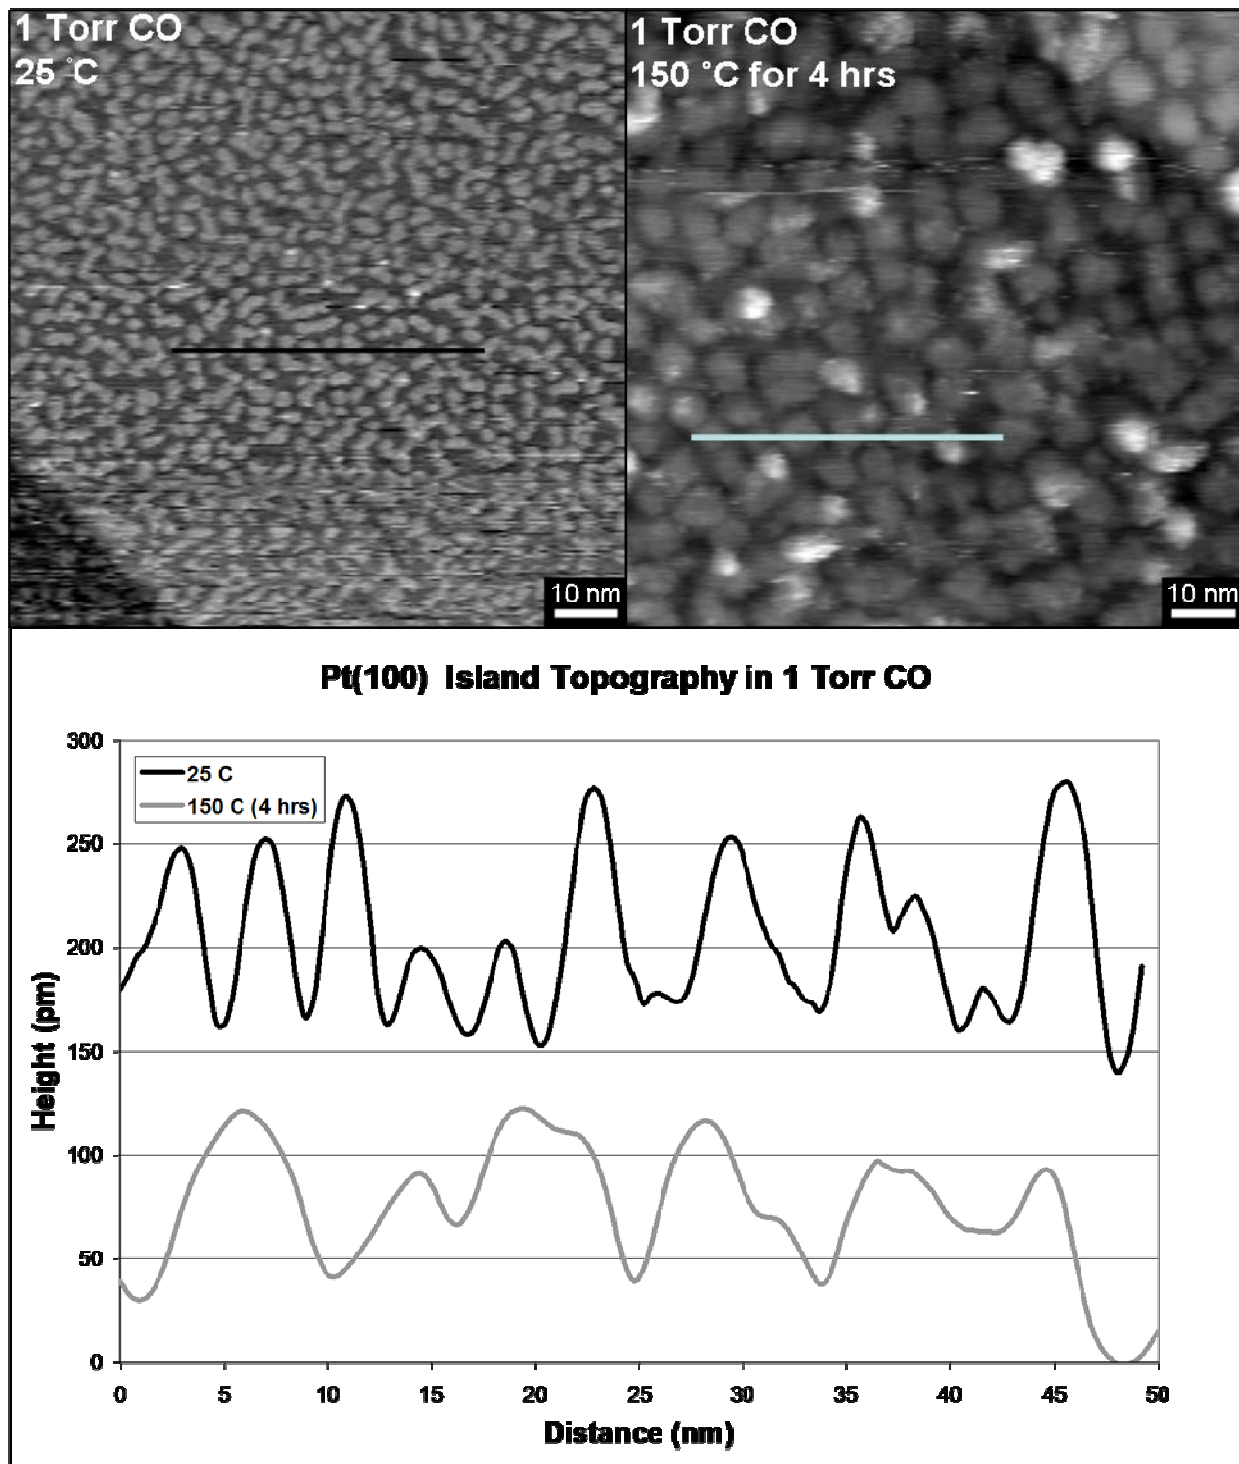 1 Torr CO
25 °C
1 Torr CO
150 °C for 4 hrs
10 nm
10 nm
Pt(100) Island Topography in 1 Torr CO
300
250
200
150
100
50
0
25 C
150 C (4 hrs)
Height (pm)
0 5 10 15 20 25 30 35 40 45 50
Distance (nm)